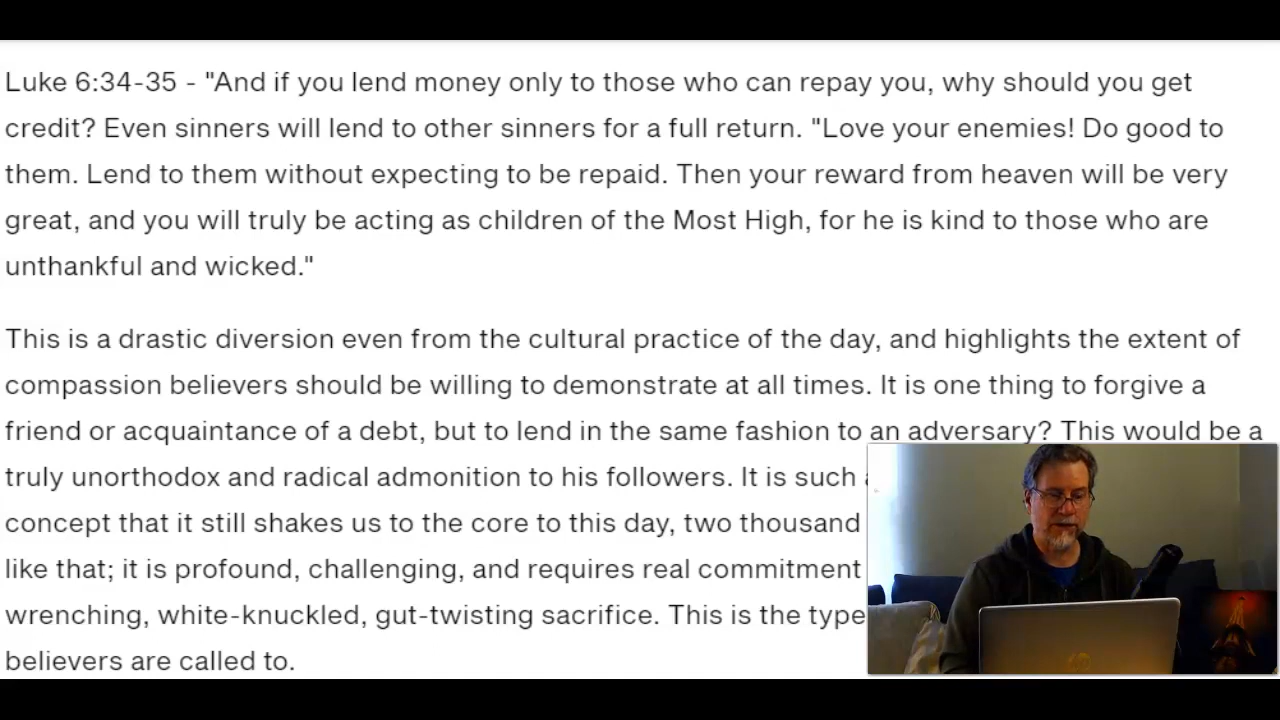 Luke 6:34-35 - "And if you lend money only to those who can repay you, why should you get
credit? Even sinners will lend to other sinners for a full return. "Love your enemies! Do good to
them. Lend to them without expecting to be repaid. Then your reward from heaven will be very
great, and you will truly be acting as children of the Most High, for he is kind to those who are
unthankful and wicked."
This is a drastic diversion even from the cultural practice of the day, and highlights the extent of
compassion believers should be willing to demonstrate at all times. It is one thing to forgive a
friend or acquaintance of a debt, but to lend in the same fashion to an adversary? This would be a
truly unorthodox and radical admonition to his followers. It is such
concept that it still shakes us to the core to this day, two thousand
like that; it is profound, challenging, and requires real commitment
wrenching, white-knuckled, gut-twisting sacrifice. This is the type
believers are called to.